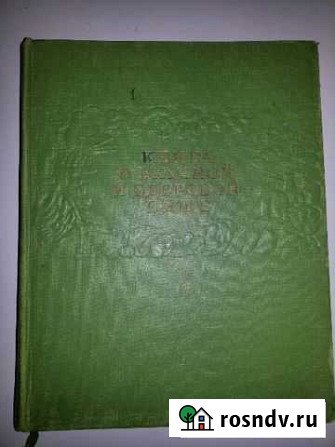 КНИГА
О ВКУСНОЙ
И ЗДОРОВОЙ
ПИЩЕ
rosndv.ru